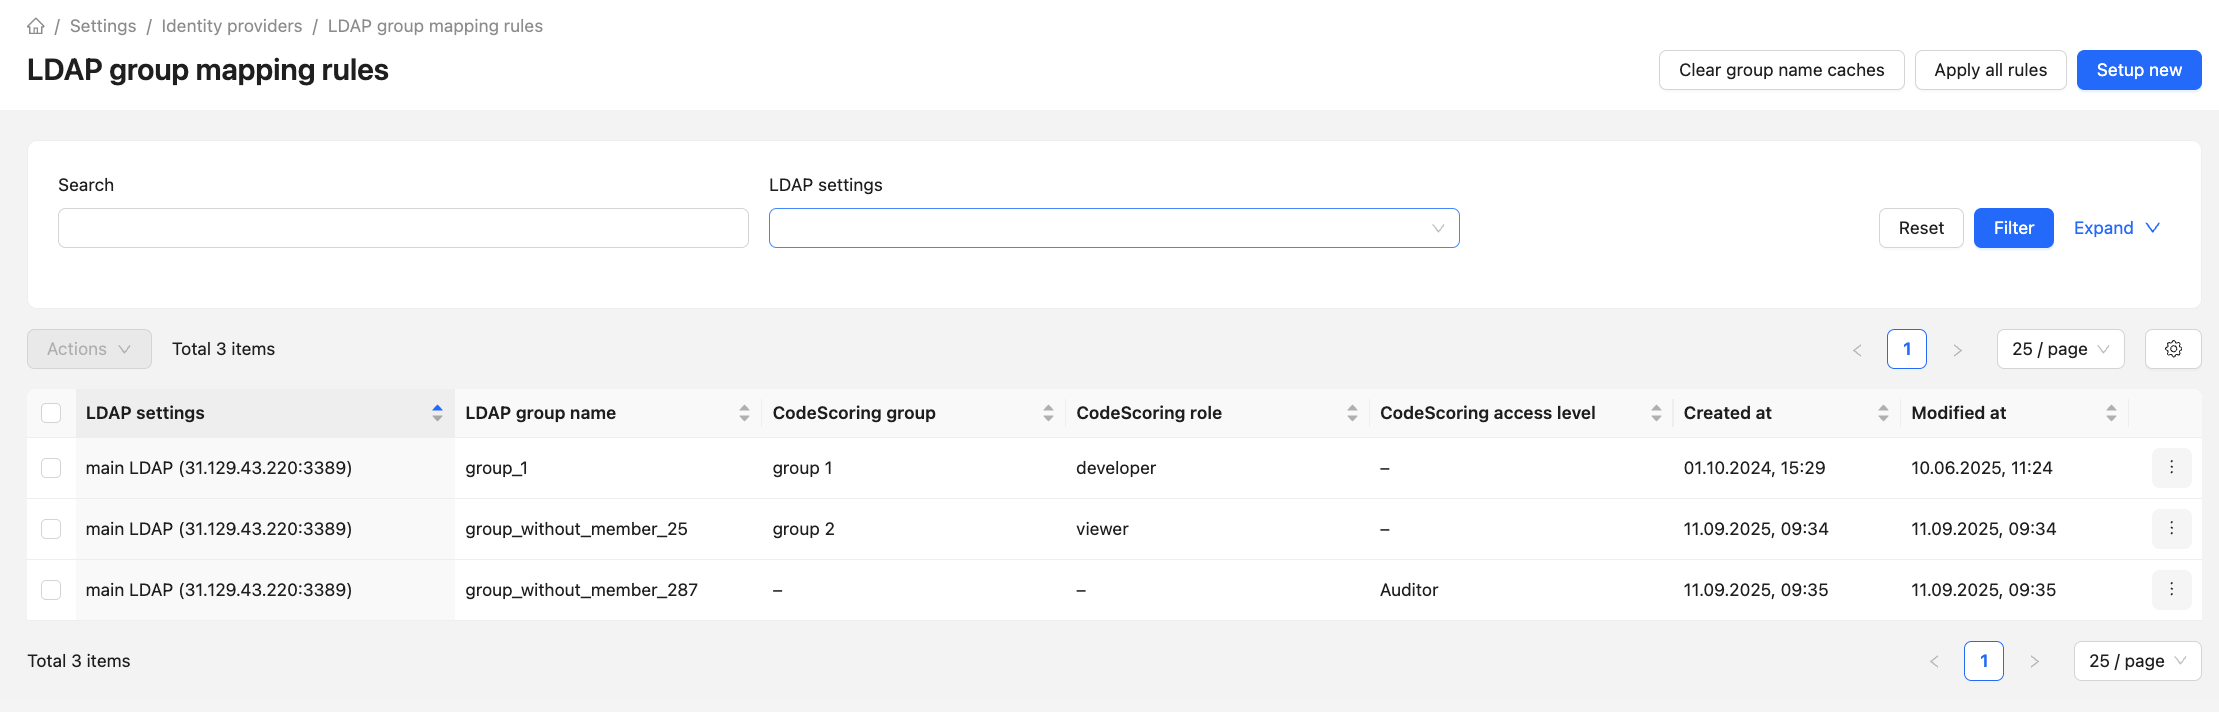 / Settings / Identity providers / LDAP group mapping rules
LDAP group mapping rules
Clear group name caches Apply all rules Setup new
Search LDAP settings
Reset Filter Expand
Actions Total 3 items 1 25 / page
LDAP settings LDAP group name CodeScoring group CodeScoring role CodeScoring access level Created at Modified at
main LDAP (31.129.43.220:3389) group_1 group 1 developer – 01.10.2024, 15:29 10.06.2025, 11:24
main LDAP (31.129.43.220:3389) group_without_member_25 group 2 viewer – 11.09.2025, 09:34 11.09.2025, 09:34
main LDAP (31.129.43.220:3389) group_without_member_287 – – Auditor 11.09.2025, 09:35 11.09.2025, 09:35
Total 3 items 1 25 / page